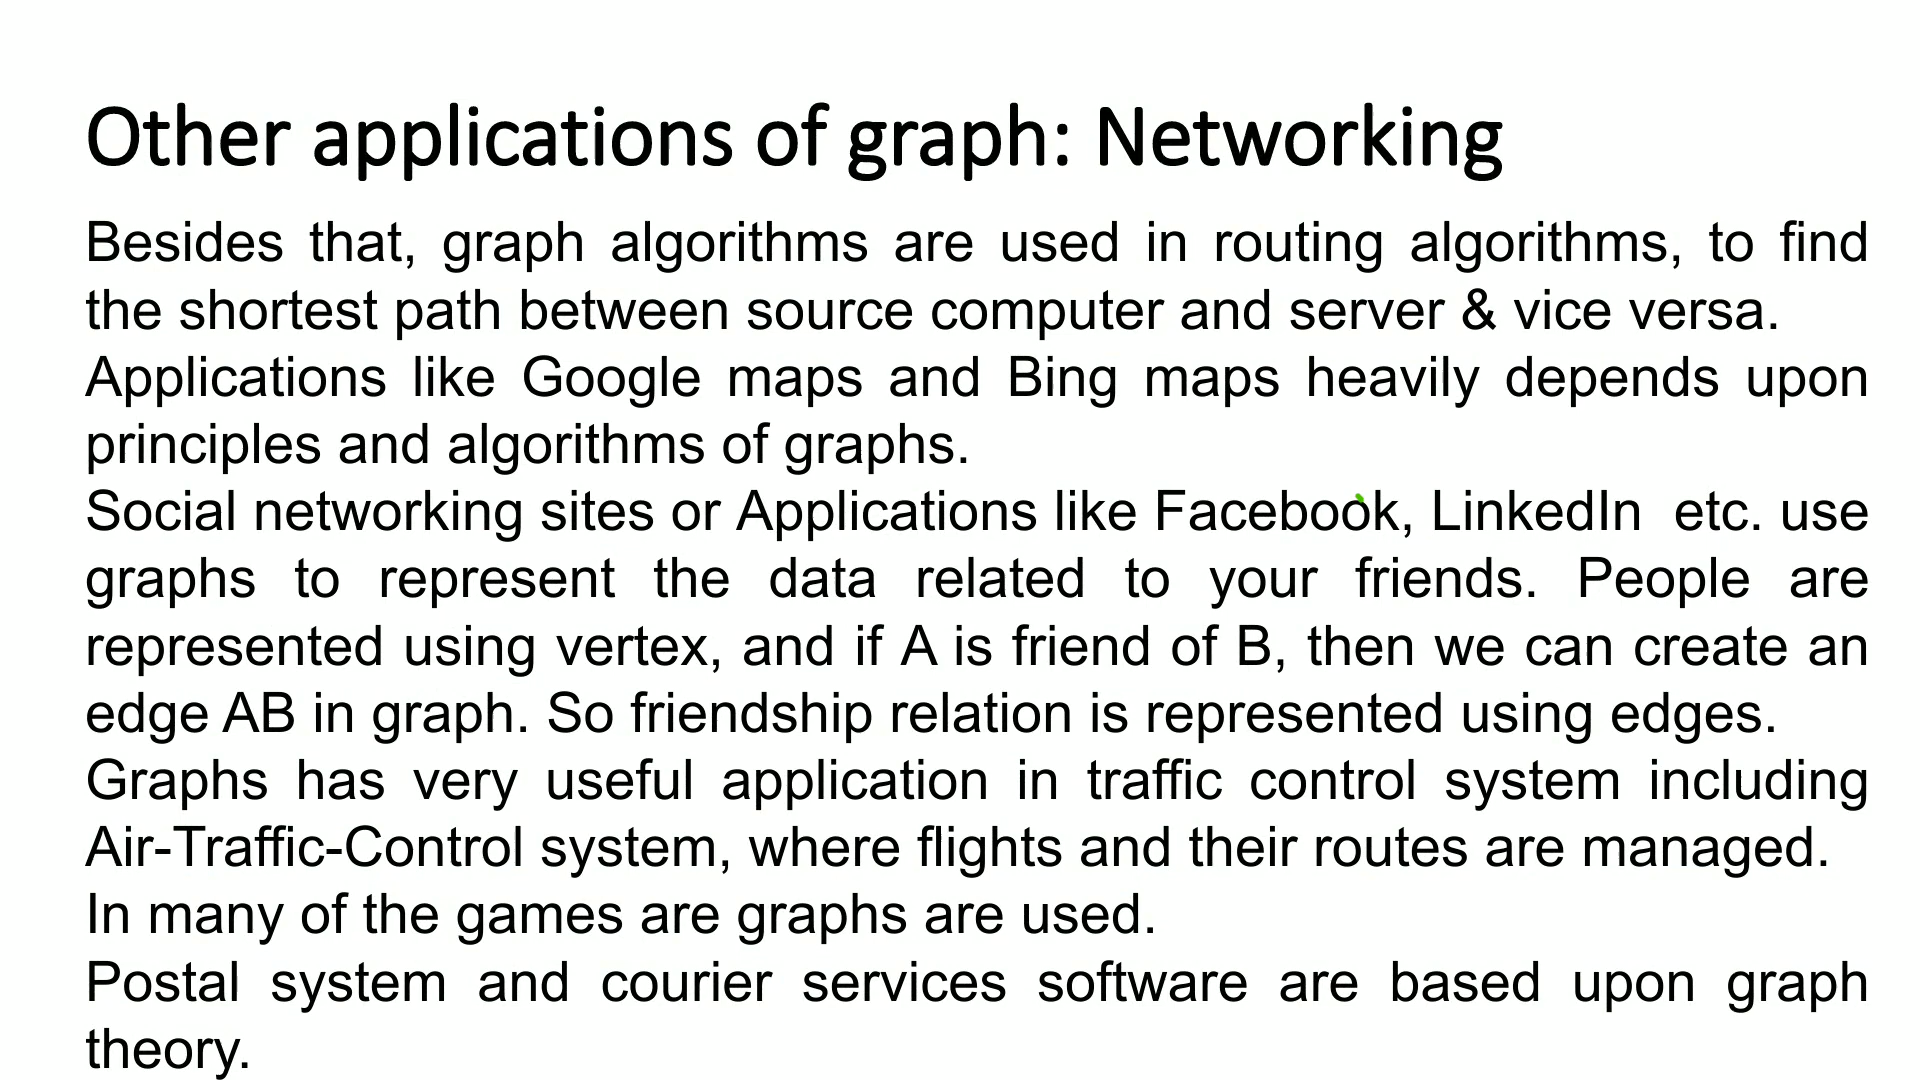 Other applications of graph: Networking
Besides that, graph algorithms are used in routing algorithms, to find
the shortest path between source computer and server & vice versa.
Applications like Google maps and Bing maps heavily depends upon
principles and algorithms of graphs.
Social networking sites or Applications like Facebook, LinkedIn etc. use
graphs to represent the data related to your friends. People are
represented using vertex, and if A is friend of B, then we can create an
edge AB in graph. So friendship relation is represented using edges.
Graphs has very useful application in traffic control system including
Air-Traffic-Control system, where flights and their routes are managed.
In many of the games are graphs are used.
Postal system and courier services software are based upon graph
theory.